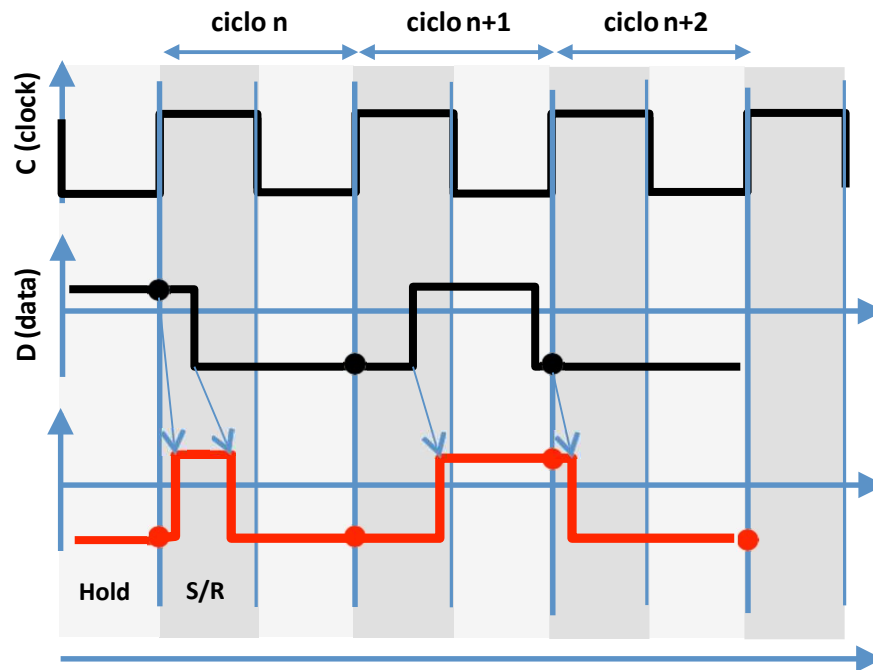 ciclo n
ciclo n+1
ciclo n+2
C (clock)
D (data)
Hold
S/R